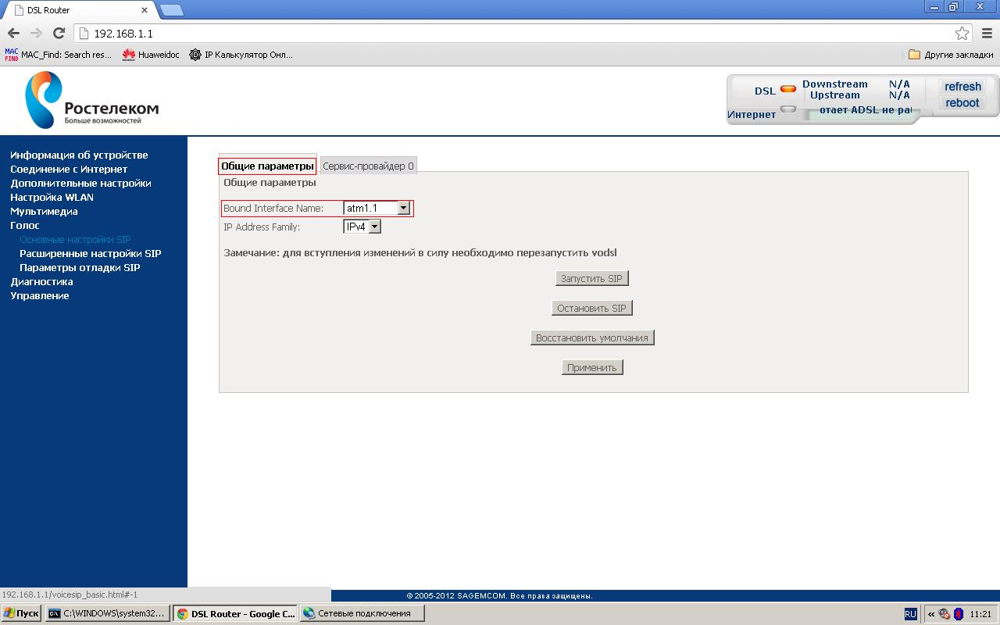 DSL Router
192.168.1.1
MAC FIND MAC_Find: Search res... Huaweidoc IP Калькулятор Онл... Другие закладки
Ростелеком
Больше возможностей
DSL Downstream N/A
Upstream N/A
Интернет отает ADSL не ра
refresh
reboot
Информация об устройстве
Соединение с Интернет
Дополнительные настройки
Настройка WLAN
Мультимедиа
Голос
Основные настройки SIP
Расширенные настройки SIP
Параметры отладки SIP
Диагностика
Управление
Общие параметры Сервис-провайдер 0
Общие параметры
Bound Interface Name: atm1.1
IP Address Family: IPv4
Замечание: для вступления изменений в силу необходимо перезапустить vodsl
Запустить SIP
Остановить SIP
Восстановить умолчания
Применить
192.168.1.1/voicesip_basic.html#-1
© 2005-2012 SAGEMCOM. Все права защищены.
Пуск C:\WINDOWS\system32... DSL Router - Google C... Сетевые подключения RU « 11:21